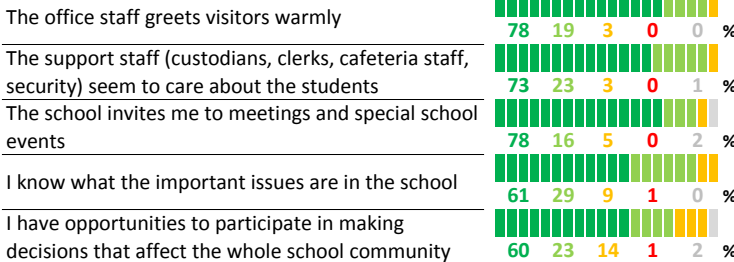 The office staff greets visitors warmly
78 19 3 0 0 %
The support staff (custodians, clerks, cafeteria staff,
security) seem to care about the students
73 23 3 0 1 %
The school invites me to meetings and special school
events
78 16 5 0 2 %
I know what the important issues are in the school
61 29 9 1 0 %
I have opportunities to participate in making
decisions that affect the whole school community
60 23 14 1 2 %